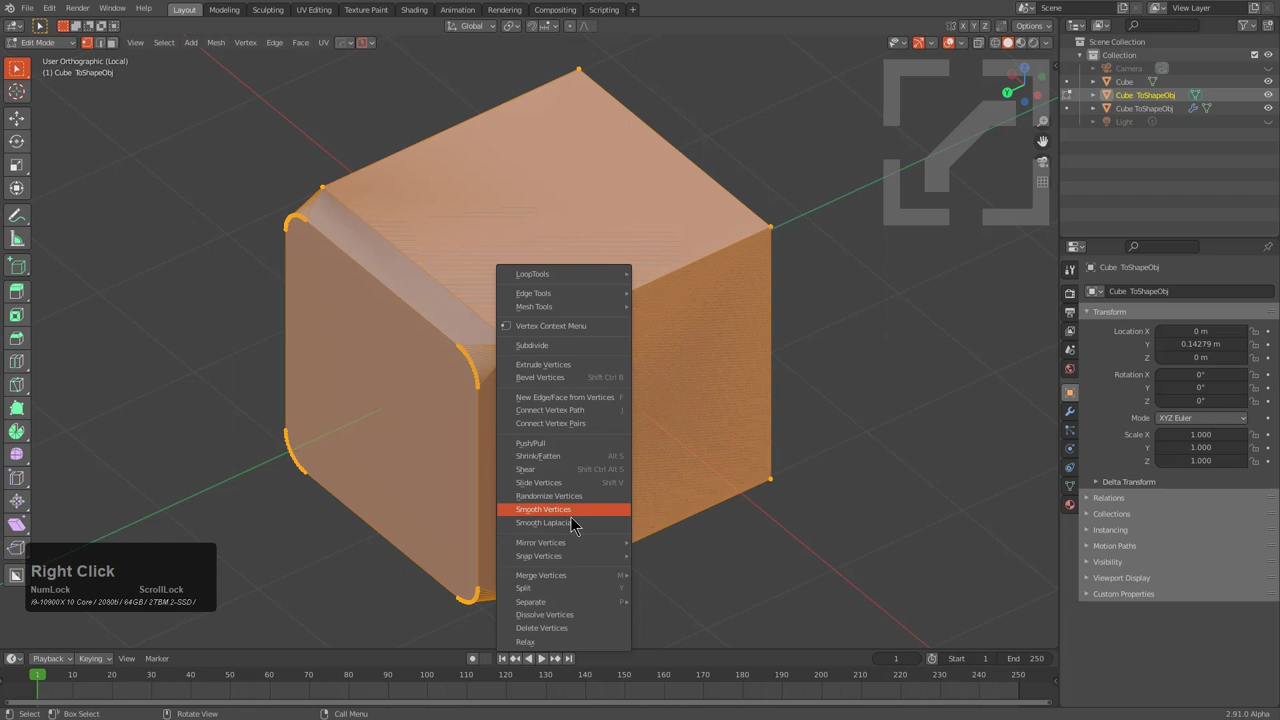 File Edit Render Window Help Layout Modeling Sculpting UV Editing Texture Paint Shading Animation Rendering Compositing Scripting + Scene View Layer
Edit Mode View Select Add Mesh Vertex Edge Face UV Global X Y Z Options
User Orthographic (Local)
(1) Cube_ToShapeObj
Scene Collection
Collection
Camera
Cube
Cube_ToShapeObj
Cube ToShapeObj
Light
Z
Y
LoopTools
Edge Tools
Mesh Tools
Vertex Context Menu
Subdivide
Extrude Vertices
Bevel Vertices Shift Ctrl B
New Edge/Face from Vertices F
Connect Vertex Path J
Connect Vertex Pairs
Push/Pull
Shrink/Fatten Alt S
Shear Shift Ctrl Alt S
Slide Vertices Shift V
Randomize Vertices
Smooth Vertices
Smooth Laplacia
Mirror Vertices
Snap Vertices
Merge Vertices M
Split Y
Separate P
Dissolve Vertices
Delete Vertices
Relax
Cube_ToShapeObj
Cube_ToShapeObj
Transform
Location X 0 m
Y 0.14279 m
Z 0 m
Rotation X 0°
Y 0°
Z 0°
Mode XYZ Euler
Scale X 1.000
Y 1.000
Z 1.000
Delta Transform
Relations
Collections
Instancing
Motion Paths
Visibility
Viewport Display
Custom Properties
Right Click
NumLock ScrollLock
i9-10900X 10 Core / 2080ti / 64GB / 2TBM.2-SSD /
Playback Keying View Marker 1 Start 1 End 250
1 10 20 30 40 50 60 70 80 90 100 110 120 130 140 150 160 170 180 190 200 210 220 230 240 250
Select Box Select Rotate View Call Menu 2.91.0 Alpha